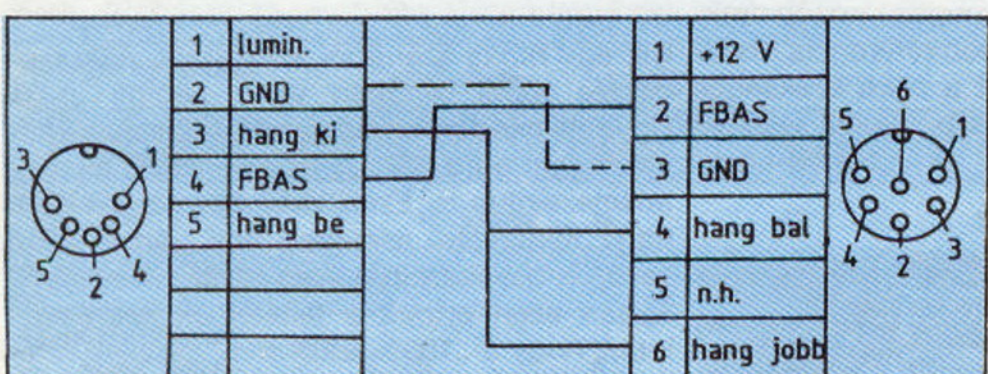 3
1
5
2
4
1 lumin.
2 GND
3 hang ki
4 FBAS
5 hang be
1 +12 V
2 FBAS
3 GND
4 hang bal
5 n.h.
6 hang jobb
6
5
1
4
2
3